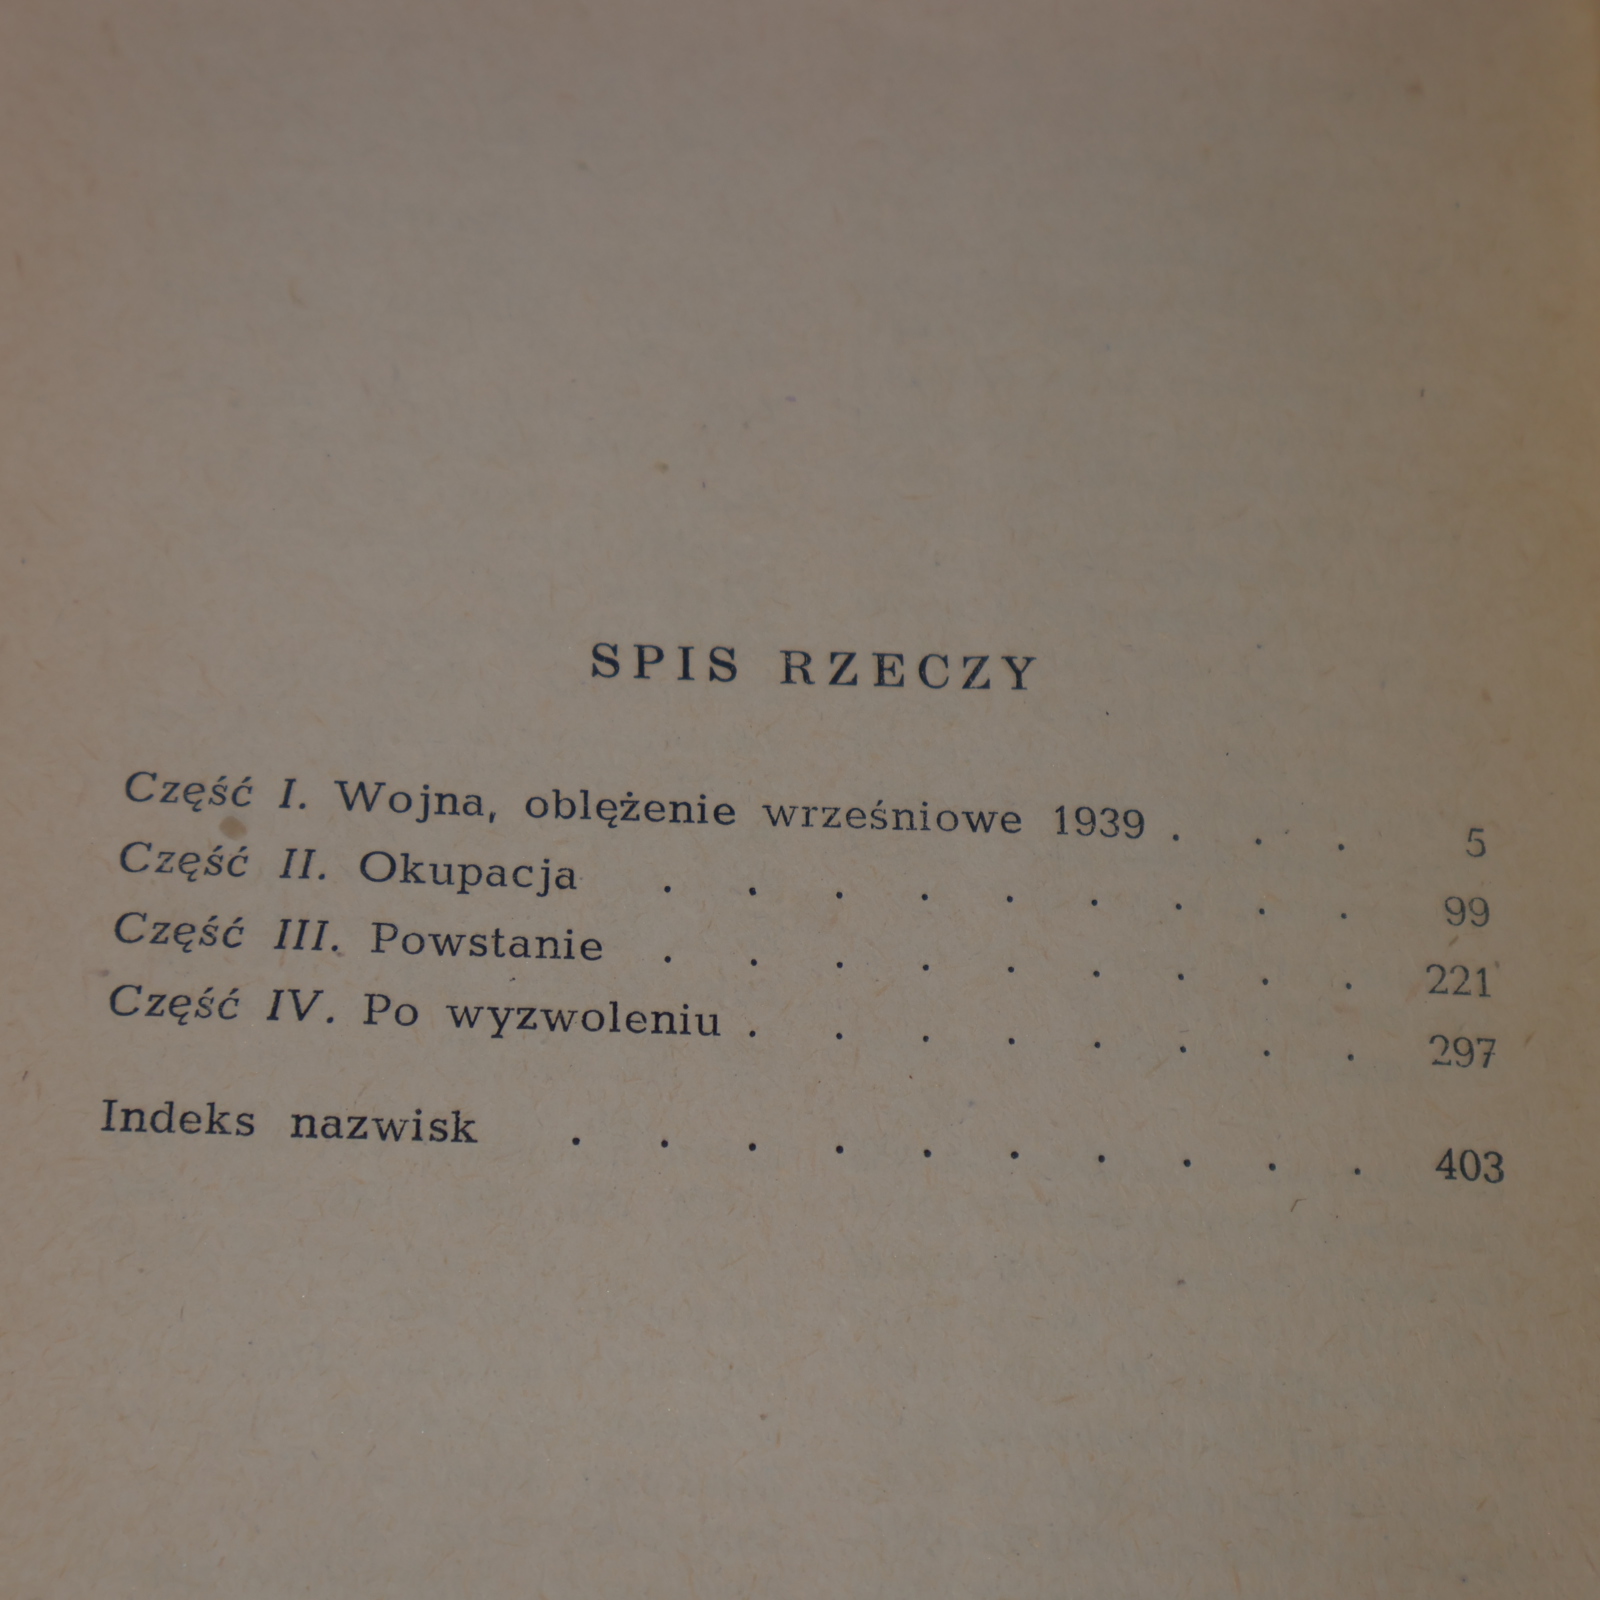 SPIS RZECZY
Część I. Wojna, oblężenie wrześniowe 1939 . . . 5
Część II. Okupacja . . . . . . . . . 99
Część III. Powstanie . . . . . . . . . 221
Część IV. Po wyzwoleniu . . . . . . . . 297
Indeks nazwisk . . . . . . . . . . 403